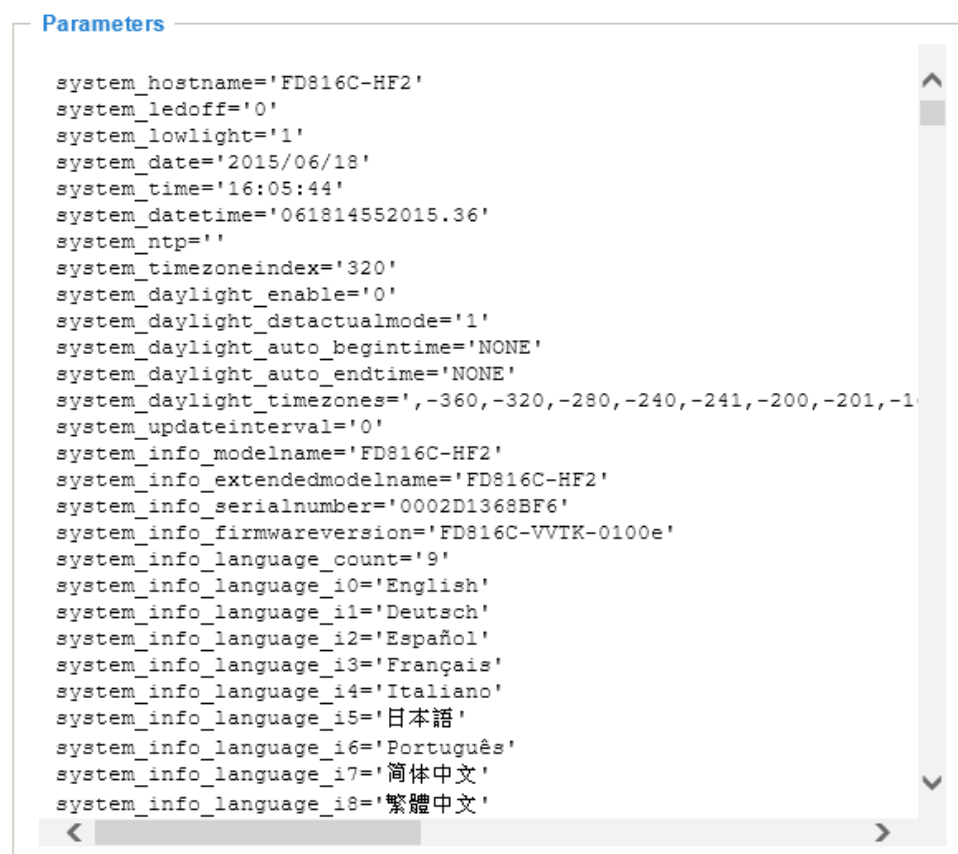 Parameters
system_hostname='FD816C-HF2'
system_ledoff='0'
system_lowlight='1'
system_date='2015/06/18'
system_time='16:05:44'
system_datetime='061814552015.36'
system_ntp=''
system_timezoneindex='320'
system_daylight_enable='0'
system_daylight_dstactualmode='1'
system_daylight_auto_begintime='NONE'
system_daylight_auto_endtime='NONE'
system_daylight_timezones=',-360,-320,-280,-240,-241,-200,-201,-1
system_updateinterval='0'
system_info_modelname='FD816C-HF2'
system_info_extendedmodelname='FD816C-HF2'
system_info_serialnumber='0002D1368BF6'
system_info_firmwareversion='FD816C-VVTK-0100e'
system_info_language_count='9'
system_info_language_i0='English'
system_info_language_i1='Deutsch'
system_info_language_i2='Español'
system_info_language_i3='Français'
system_info_language_i4='Italiano'
system_info_language_i5='日本語'
system_info_language_i6='Português'
system_info_language_i7='简体中文'
system_info_language_i8='繁體中文'